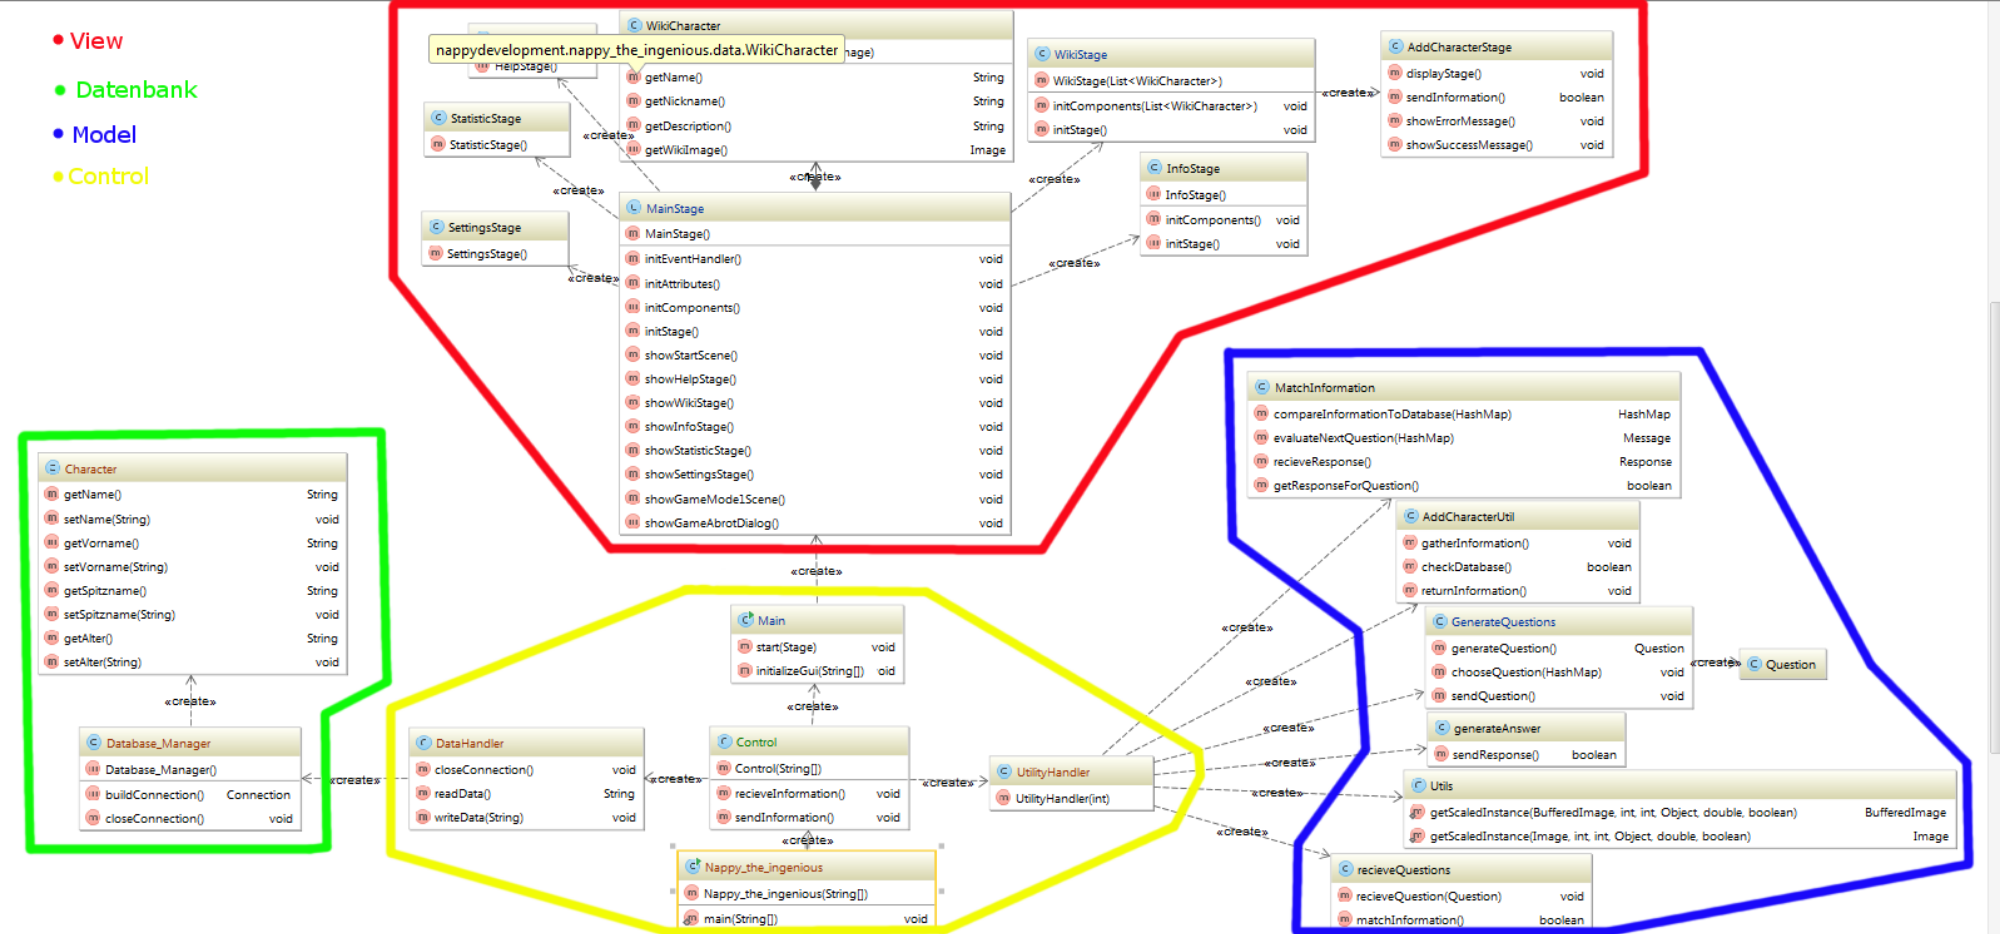 View
Datenbank
Model
Control
WikiCharacter
nappydevelopment.nappy_the_ingenious.data.WikiCharacter
nage)
HelpStage()
getName() String
getNickname() String
getDescription() String
getWikiImage() Image
StatisticStage
StatisticStage()
SettingsStage
SettingsStage()
«create»
«create»
«create»
«create»
WikiStage
WikiStage(List<WikiCharacter>)
initComponents(List<WikiCharacter>) void
initStage() void
«create»
AddCharacterStage
displayStage() void
sendInformation() boolean
showErrorMessage() void
showSuccessMessage() void
«create»
InfoStage
InfoStage()
initComponents() void
initStage() void
«create»
MainStage
MainStage()
initEventHandler() void
initAttributes() void
initComponents() void
initStage() void
showStartScene() void
showHelpStage() void
showWikiStage() void
showInfoStage() void
showStatisticStage() void
showSettingsStage() void
showGameMode1Scene() void
showGameAbrotDialog() void
«create»
Character
getName() String
setName(String) void
getVorname() String
setVorname(String) void
getSpitzname() String
setSpitzname(String) void
getAlter() String
setAlter(String) void
«create»
Database_Manager
Database_Manager()
buildConnection() Connection
closeConnection() void
«create»
DataHandler
closeConnection() void
readData() String
writeData(String) void
«create»
Main
start(Stage) void
initializeGui(String[]) oid
«create»
Control
Control(String[])
recieveInformation() void
sendInformation() void
«create»
Nappy_the_ingenious
Nappy_the_ingenious(String[])
main(String[]) void
«create»
UtilityHandler
UtilityHandler(int)
«create»
«create»
«create»
«create»
«create»
«create»
MatchInformation
compareInformationToDatabase(HashMap) HashMap
evaluateNextQuestion(HashMap) Message
recieveResponse() Response
getResponseForQuestion() boolean
AddCharacterUtil
gatherInformation() void
checkDatabase() boolean
returnInformation() void
GenerateQuestions
generateQuestion() Question
chooseQuestion(HashMap) void
sendQuestion() void
«create»
Question
generateAnswer
sendResponse() boolean
Utils
getScaledInstance(BufferedImage, int, int, Object, double, boolean) BufferedImage
getScaledInstance(Image, int, int, Object, double, boolean) Image
recieveQuestions
recieveQuestion(Question) void
matchInformation() boolean